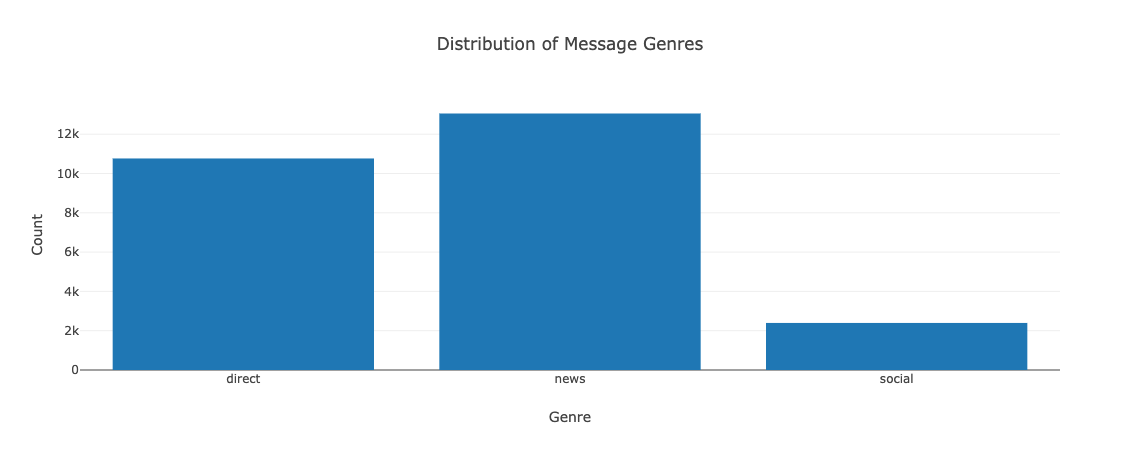 Distribution of Message Genres
12k
10k
8k
6k
4k
2k
0
Count
direct news social
Genre